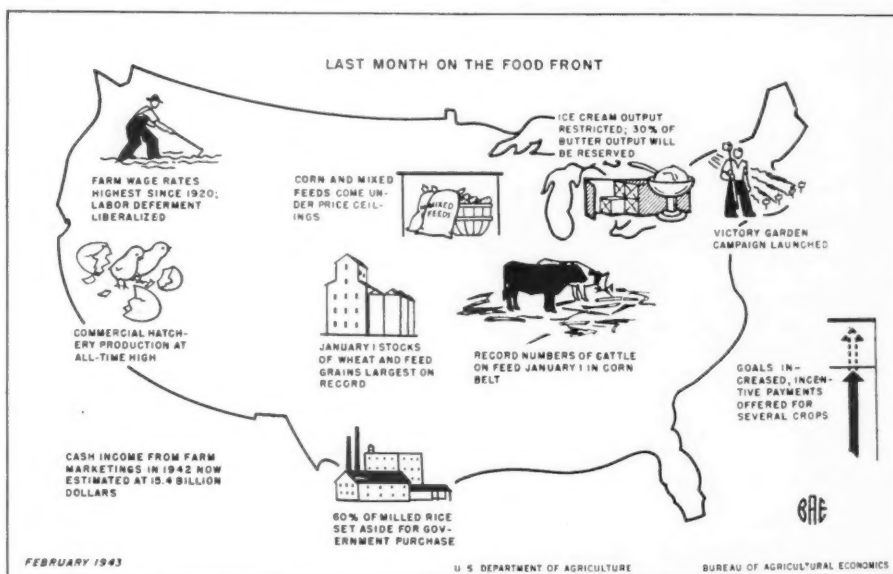 LAST MONTH ON THE FOOD FRONT
ICE CREAM OUTPUT
RESTRICTED; 30% OF
BUTTER OUTPUT WILL
BE RESERVED
FARM WAGE RATES
HIGHEST SINCE 1920;
LABOR DEFERMENT
LIBERALIZED
CORN AND MIXED
FEEDS COME UN-
DER PRICE CEIL-
INGS
MIXED
FEEDS
VICTORY GARDEN
CAMPAIGN LAUNCHED
COMMERCIAL HATCH-
ERY PRODUCTION AT
ALL-TIME HIGH
JANUARY 1 STOCKS
OF WHEAT AND FEED
GRAINS LARGEST ON
RECORD
RECORD NUMBERS OF CATTLE
ON FEED JANUARY 1 IN CORN
BELT
GOALS IN-
CREASED, INCEN-
TIVE PAYMENTS
OFFERED FOR
SEVERAL CROPS
CASH INCOME FROM FARM
MARKETINGS IN 1942 NOW
ESTIMATED AT 15.4 BILLION
DOLLARS
60% OF MILLED RICE
SET ASIDE FOR GOV-
ERNMENT PURCHASE
BAE
FEBRUARY 1943
U S DEPARTMENT OF AGRICULTURE
BUREAU OF AGRICULTURAL ECONOMICS